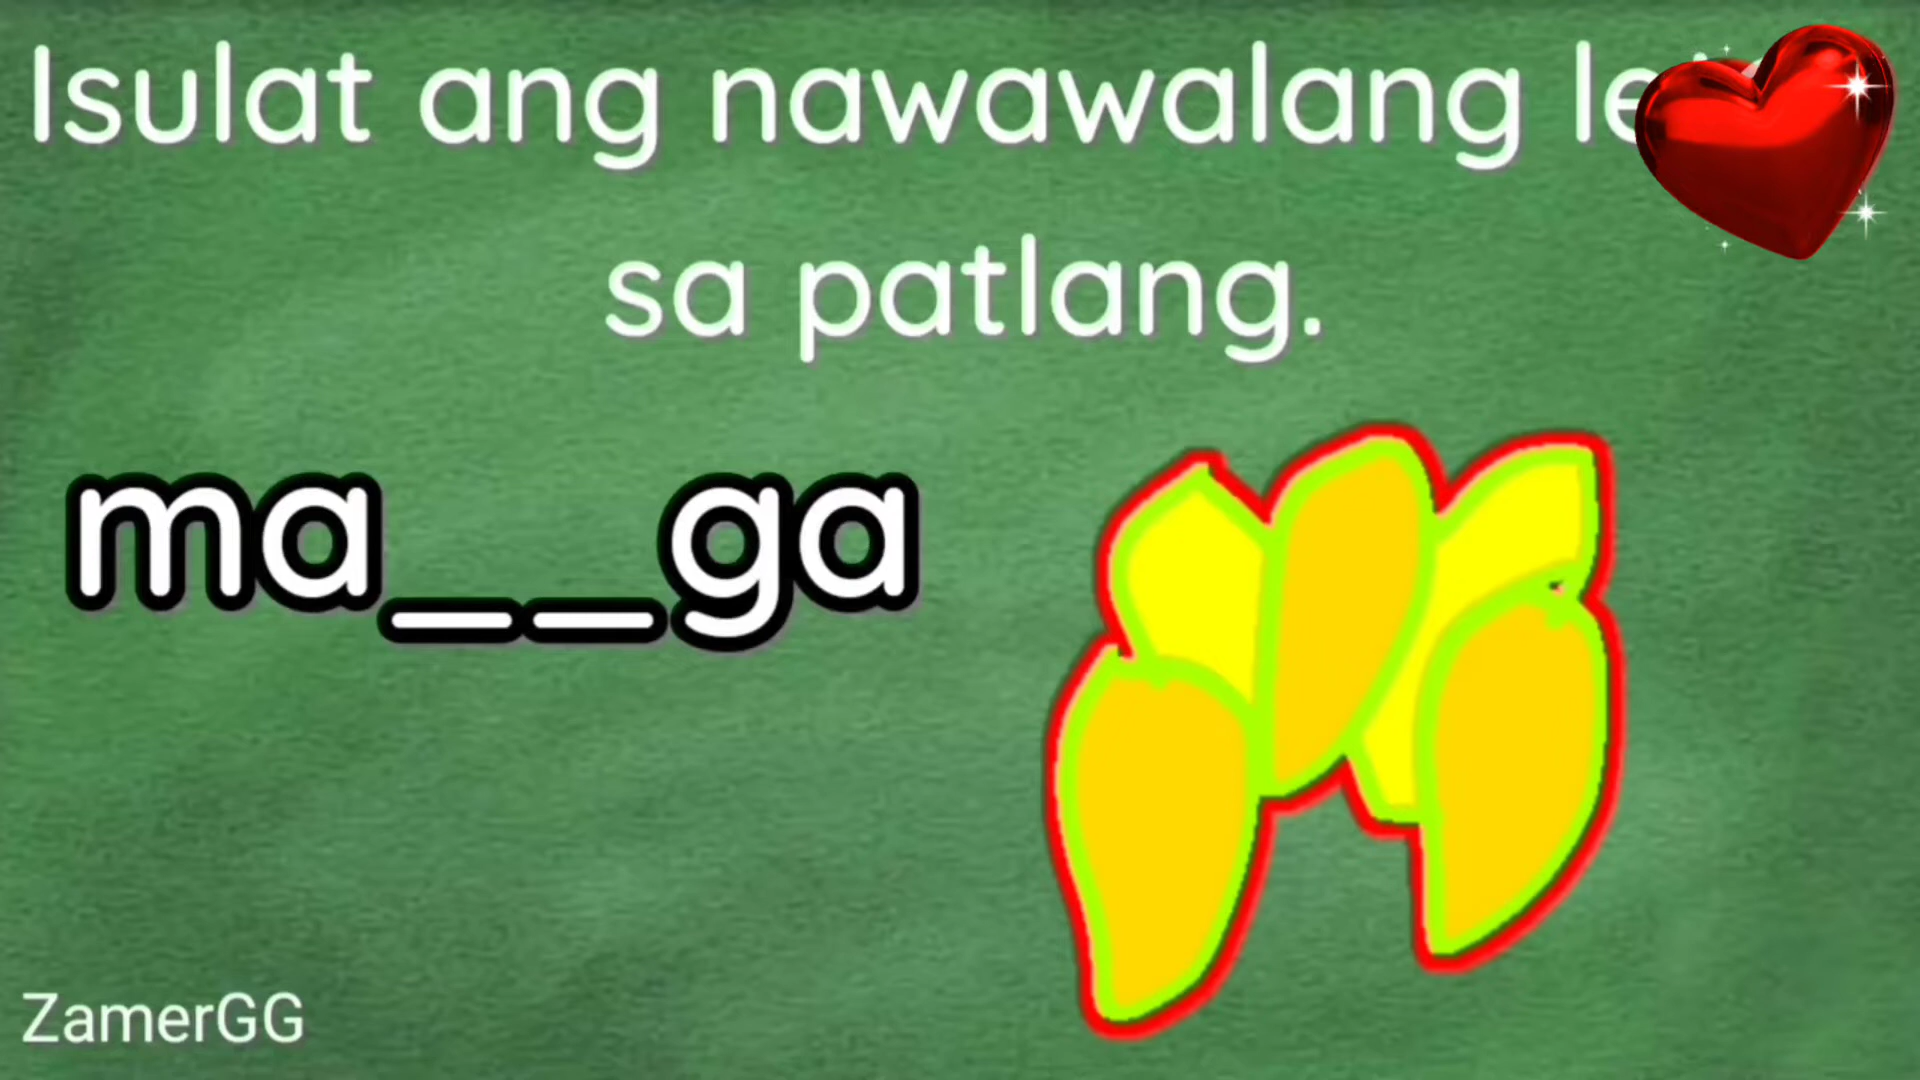 Isulat ang nawawalang
sa patlang.
ma__ga
ZamerGG